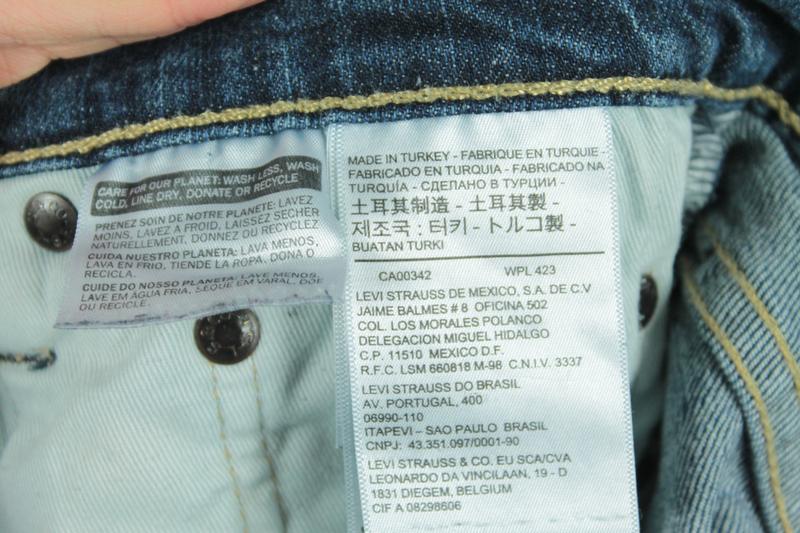 CARE FOR OUR PLANET: WASH LESS, WASH
COLD, LINE DRY, DONATE OR RECYCLE
PRENEZ SOIN DE NOTRE PLANETE: LAVEZ
MOINS, LAVEZ A FROID, LAISSEZ SECHER
NATURELLEMENT, DONNEZ OU RECYCLEZ
CUIDA NUESTRO PLANETA: LAVA MENOS,
LAVA EN FRIO, TIENDE LA ROPA, DONA O
RECICLA.
CUIDE DO NOSSO PLANETA: LAVE MENOS,
LAVE EM ÁGUA FRIA, SEQUE EM VARAL, DOE
OU RECICLE.
MADE IN TURKEY - FABRIQUE EN TURQUIE -
FABRICADO EN TURQUIA - FABRICADO NA
TURQUÍA - СДЕЛАНО В ТУРЦИИ -
土耳其制造 - 土耳其製 -
제조국 : 터키 - トルコ製 -
BUATAN TURKI
CA00342 WPL 423
LEVI STRAUSS DE MEXICO, S.A. DE C.V
JAIME BALMES # 8 OFICINA 502
COL. LOS MORALES POLANCO
DELEGACION MIGUEL HIDALGO
C.P. 11510 MEXICO D.F.
R.F.C. LSM 660818 M-98 C.N.I.V. 3337
LEVI STRAUSS DO BRASIL
AV. PORTUGAL, 400
06990-110
ITAPEVI – SAO PAULO BRASIL
CNPJ: 43.351.097/0001-90
LEVI STRAUSS & CO. EU SCA/CVA
LEONARDO DA VINCILAAN, 19 - D
1831 DIEGEM, BELGIUM
CIF A 08298606